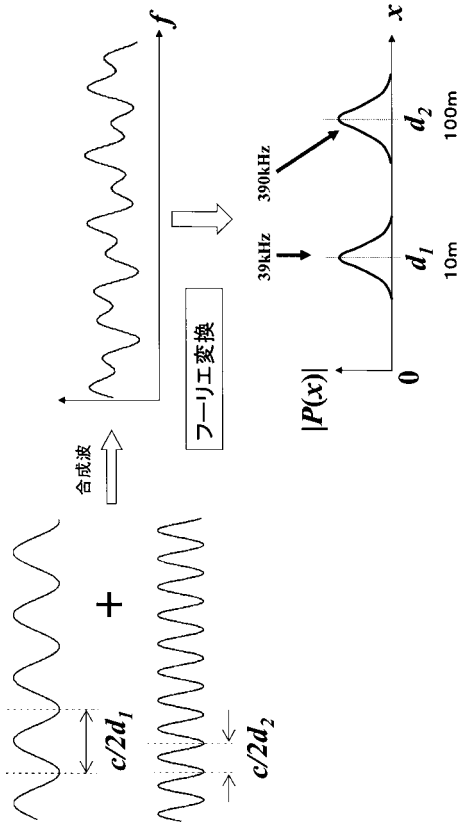 c/2d₁
+
c/2d₂
合成波
f
フーリエ変換
|P(x)|
39kHz
390kHz
0
d₁
d₂
x
10m
100m